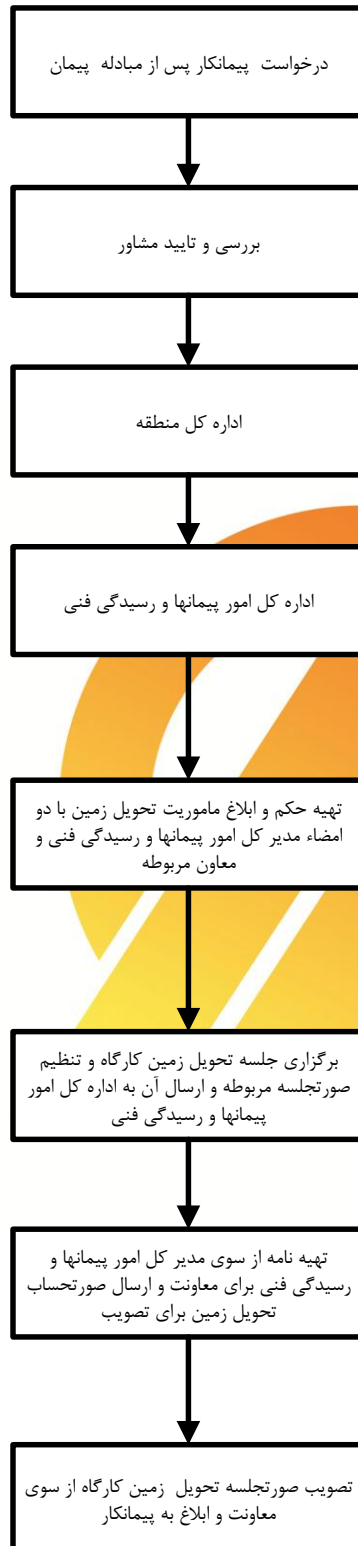 درخواست پیمانکار پس از مبادله پیمان
بررسی و تایید مشاور
اداره کل منطقه
اداره کل امور پیمانها و رسیدگی فنی
تهیه حکم و ابلاغ ماموریت تحویل زمین با دو
امضاء مدیر کل امور پیمانها و رسیدگی فنی و
معاون مربوطه
برگزاری جلسه تحویل زمین کارگاه و تنظیم
صورتجلسه مربوطه و ارسال آن به اداره کل امور
پیمانها و رسیدگی فنی
تهیه نامه از سوی مدیر کل امور پیمانها و
رسیدگی فنی برای معاونت و ارسال صورتحساب
تحویل زمین برای تصویب
تصویب صورتجلسه تحویل زمین کارگاه از سوی
معاونت و ابلاغ به پیمانکار